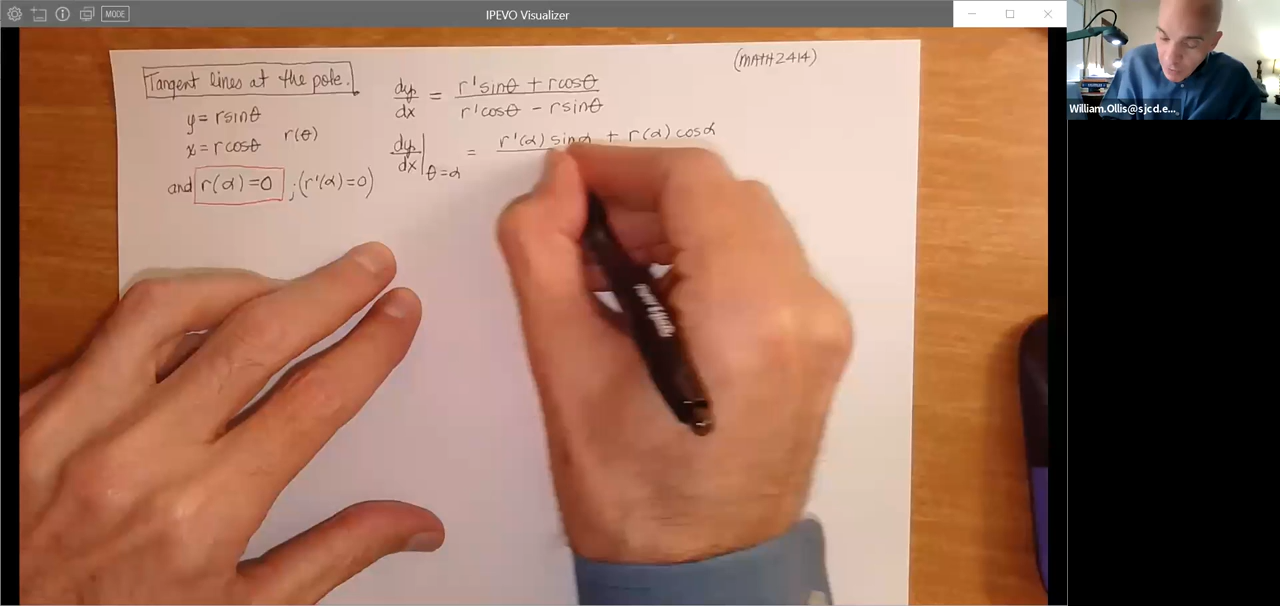 MODE
IPEVO Visualizer
(MATH 2414)
Tangent lines at the pole.
y = r sinθ
x = r cosθ r(θ)
and r(α) = 0 ; (r'(α) = 0)
dy/dx = (r' sinθ + r cosθ)/(r' cosθ - r sinθ)
dy/dx|θ=α = r'(α) sinα + r(α) cosα
William.Ollis@sjcd.e...